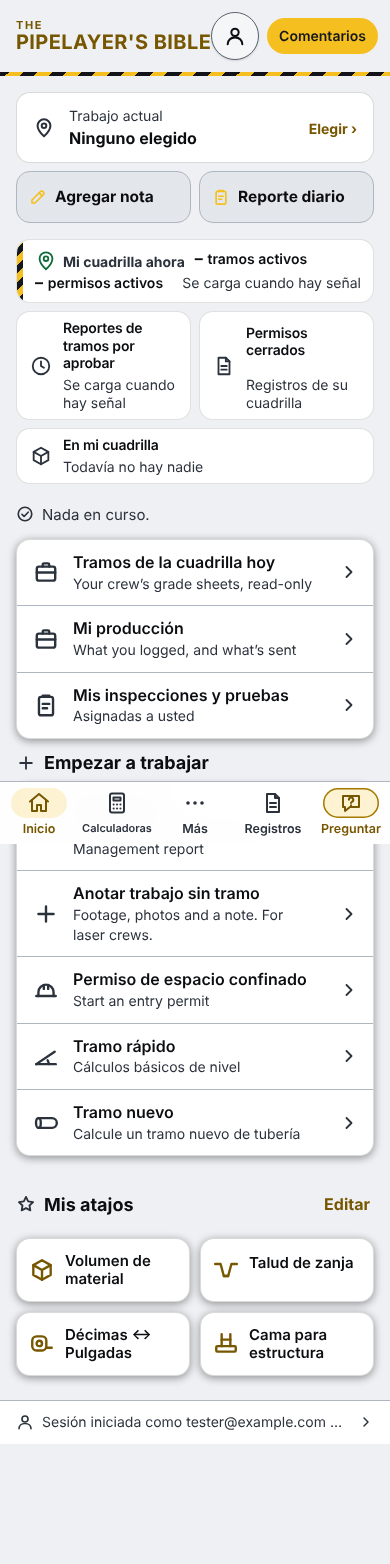 THE
PIPELAYER'S BIBLE
Comentarios
Trabajo actual
Ninguno elegido
Elegir ›
Agregar nota
Reporte diario
Mi cuadrilla ahora
– tramos activos
– permisos activos
Se carga cuando hay señal
Reportes de
tramos por
aprobar
Se carga cuando
hay señal
Permisos
cerrados
Registros de su
cuadrilla
En mi cuadrilla
Todavía no hay nadie
Nada en curso.
Tramos de la cuadrilla hoy
Your crew’s grade sheets, read-only
Mi producción
What you logged, and what’s sent
Mis inspecciones y pruebas
Asignadas a usted
Empezar a trabajar
Inicio
Calculadoras
Más
Registros
Preguntar
Management report
Anotar trabajo sin tramo
Footage, photos and a note. For
laser crews.
Permiso de espacio confinado
Start an entry permit
Tramo rápido
Cálculos básicos de nivel
Tramo nuevo
Calcule un tramo nuevo de tubería
Mis atajos
Editar
Volumen de
material
Talud de zanja
Décimas ↔
Pulgadas
Cama para
estructura
Sesión iniciada como tester@example.com ...